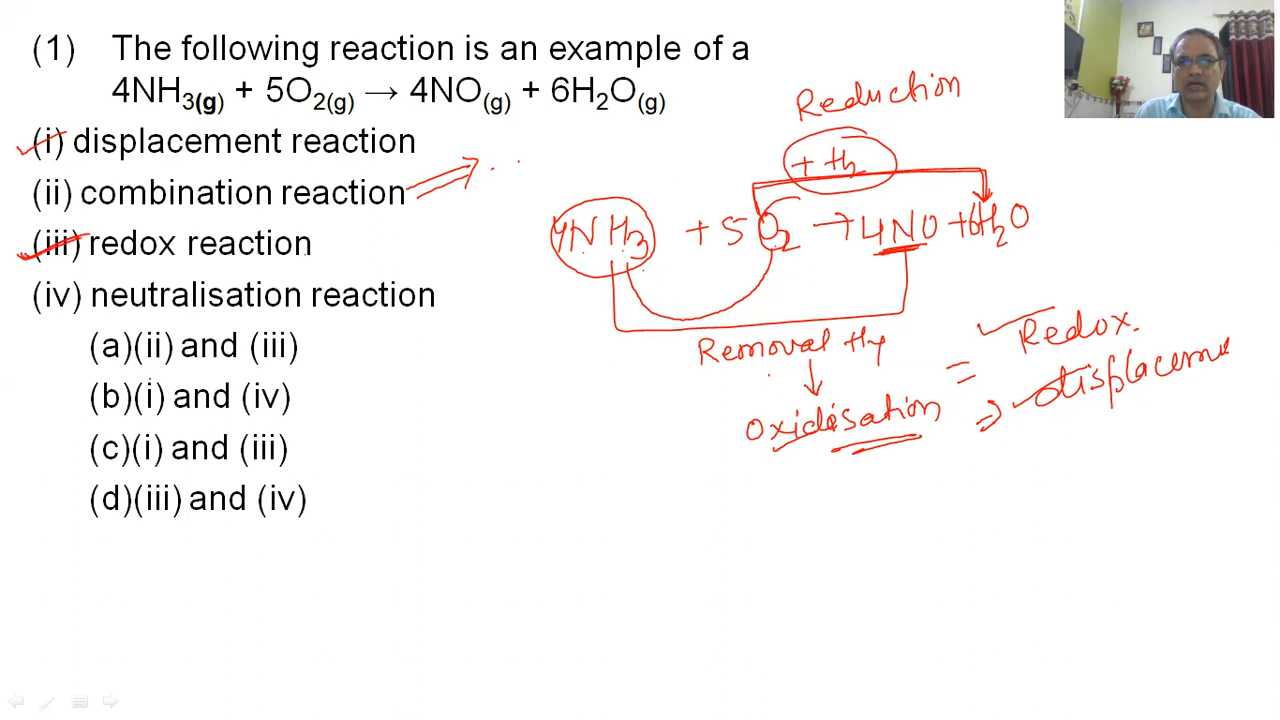 (1) The following reaction is an example of a
4NH3(g) + 5O2(g) → 4NO(g) + 6H2O(g)
(i) displacement reaction
(ii) combination reaction
(iii) redox reaction
(iv) neutralisation reaction
(a)(ii) and (iii)
(b)(i) and (iv)
(c)(i) and (iii)
(d)(iii) and (iv)
Reduction
+ H2
4NH3 + 5O2 → 4NO + 6H2O
Removal Hy
Oxidisation
= Redox.
⇒ displaceme